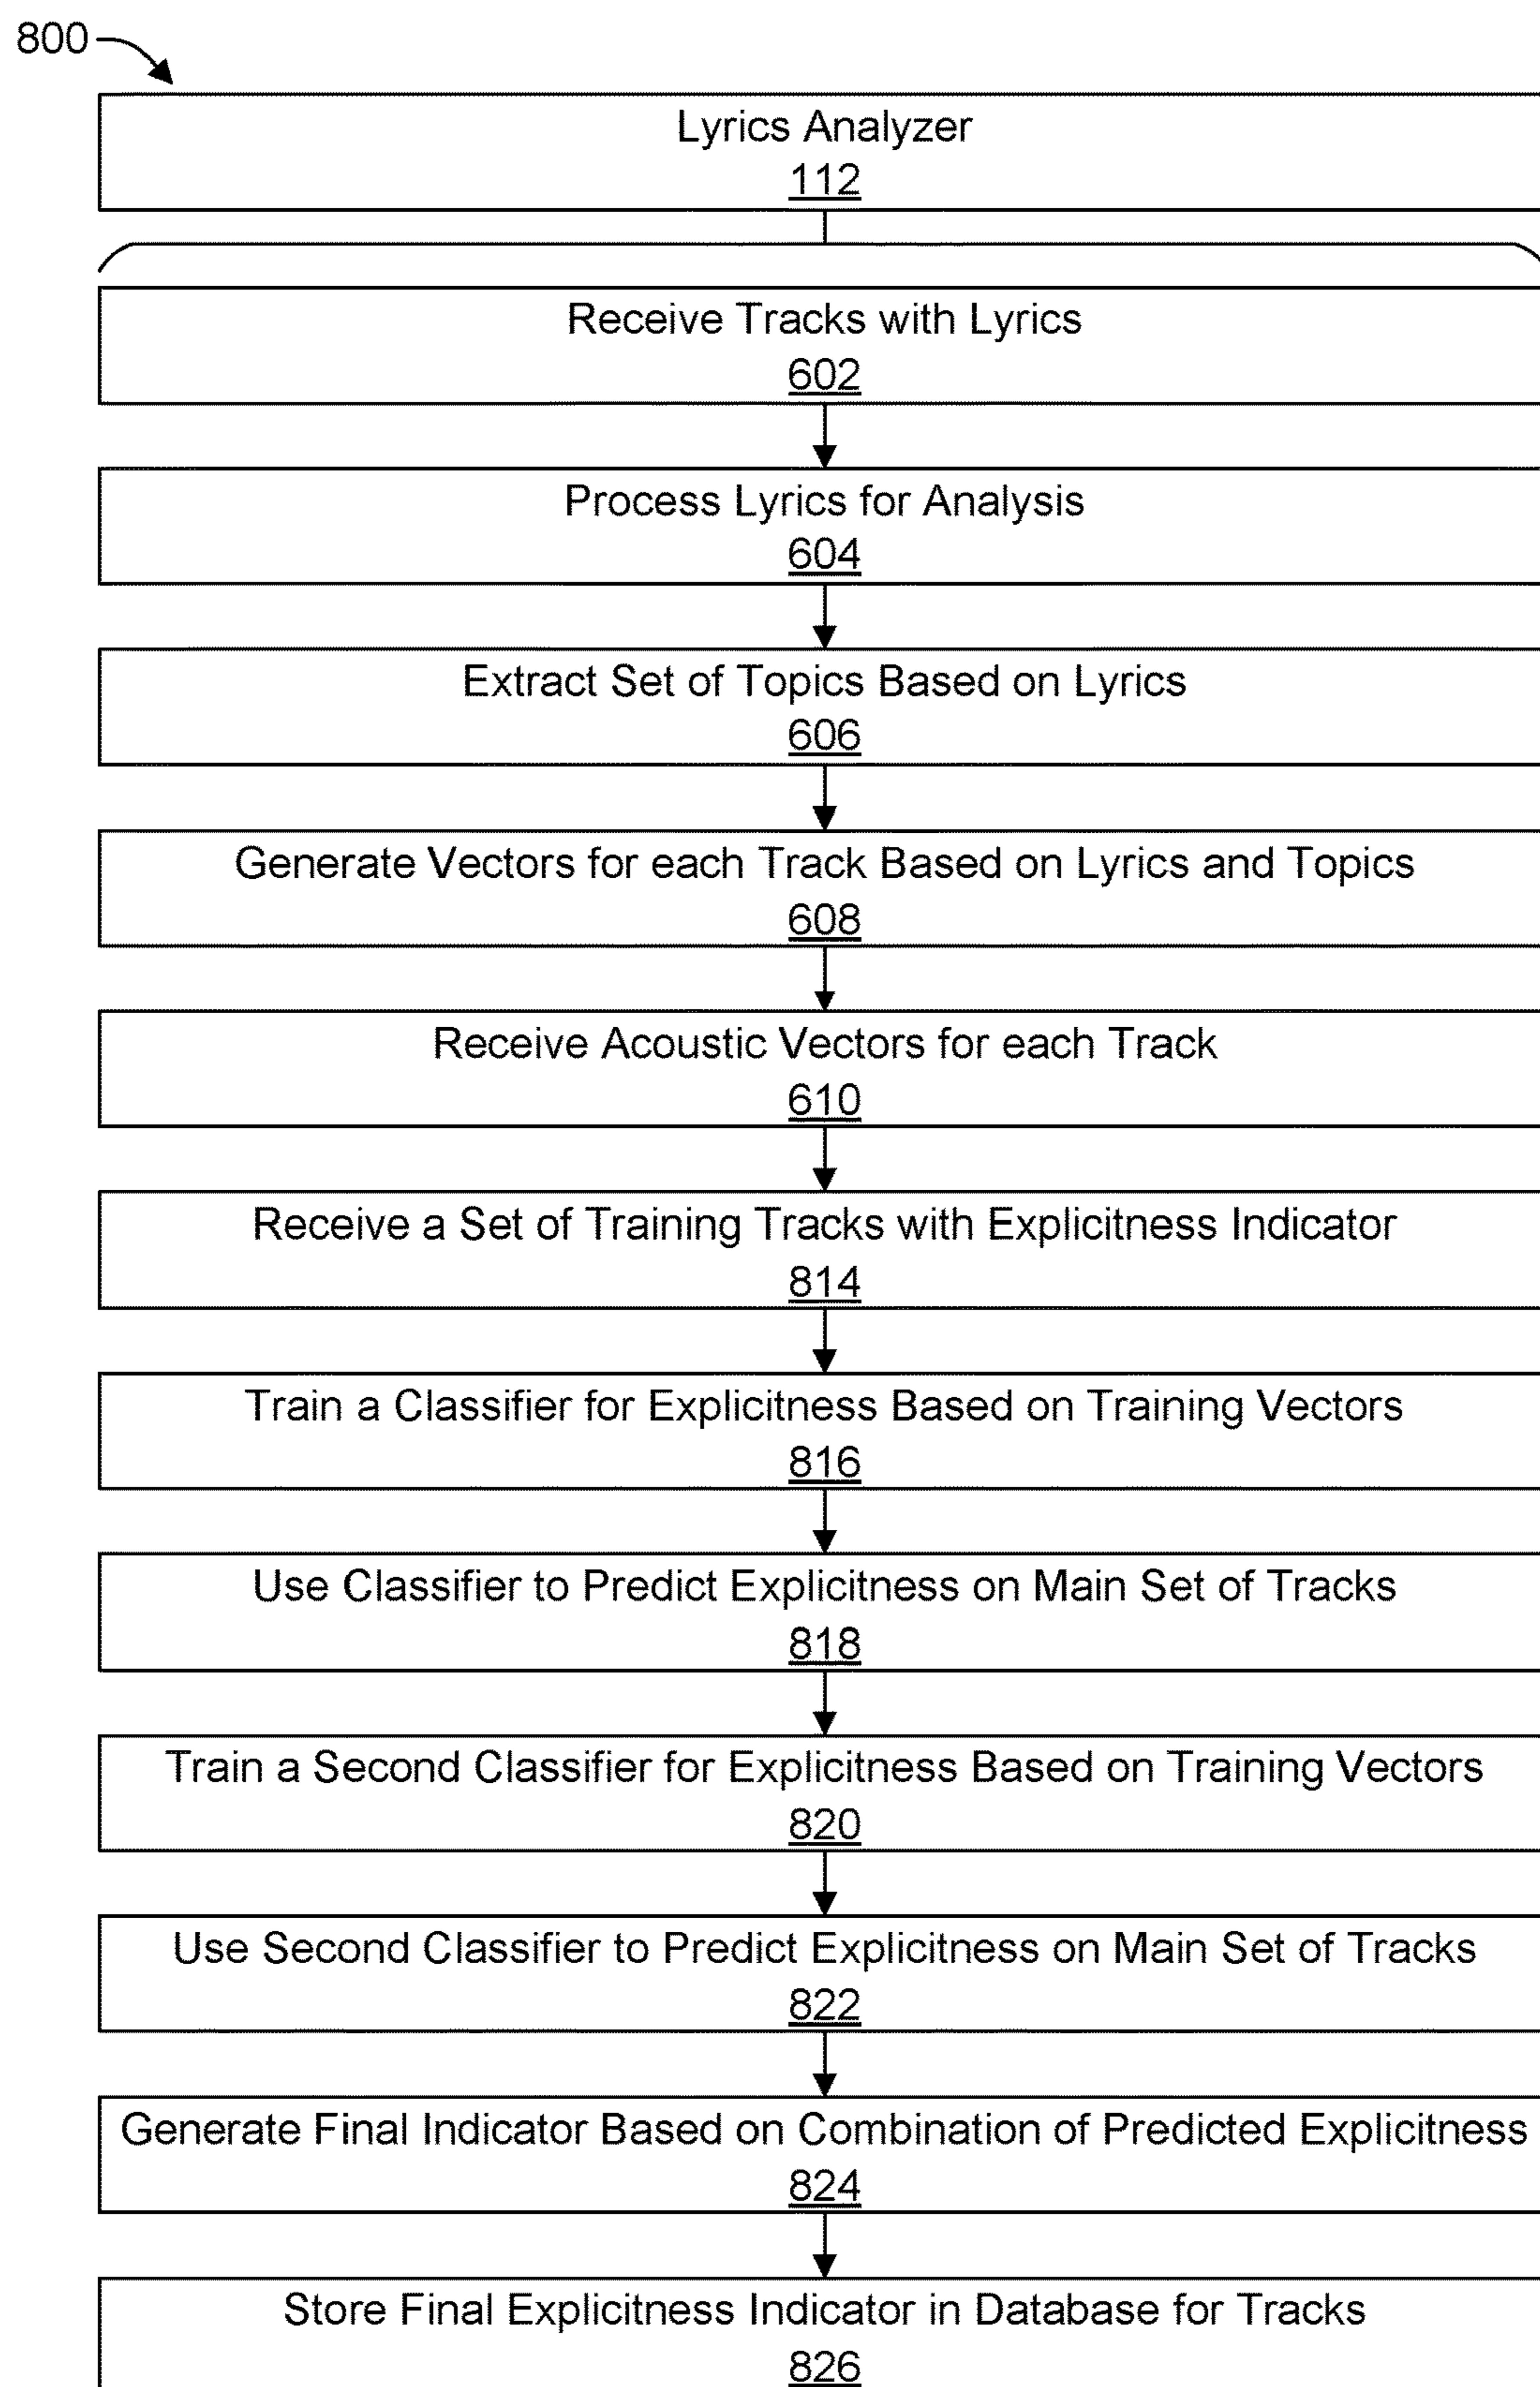 800
Lyrics Analyzer
112
Receive Tracks with Lyrics
602
Process Lyrics for Analysis
604
Extract Set of Topics Based on Lyrics
606
Generate Vectors for each Track Based on Lyrics and Topics
608
Receive Acoustic Vectors for each Track
610
Receive a Set of Training Tracks with Explicitness Indicator
814
Train a Classifier for Explicitness Based on Training Vectors
816
Use Classifier to Predict Explicitness on Main Set of Tracks
818
Train a Second Classifier for Explicitness Based on Training Vectors
820
Use Second Classifier to Predict Explicitness on Main Set of Tracks
822
Generate Final Indicator Based on Combination of Predicted Explicitness
824
Store Final Explicitness Indicator in Database for Tracks
826